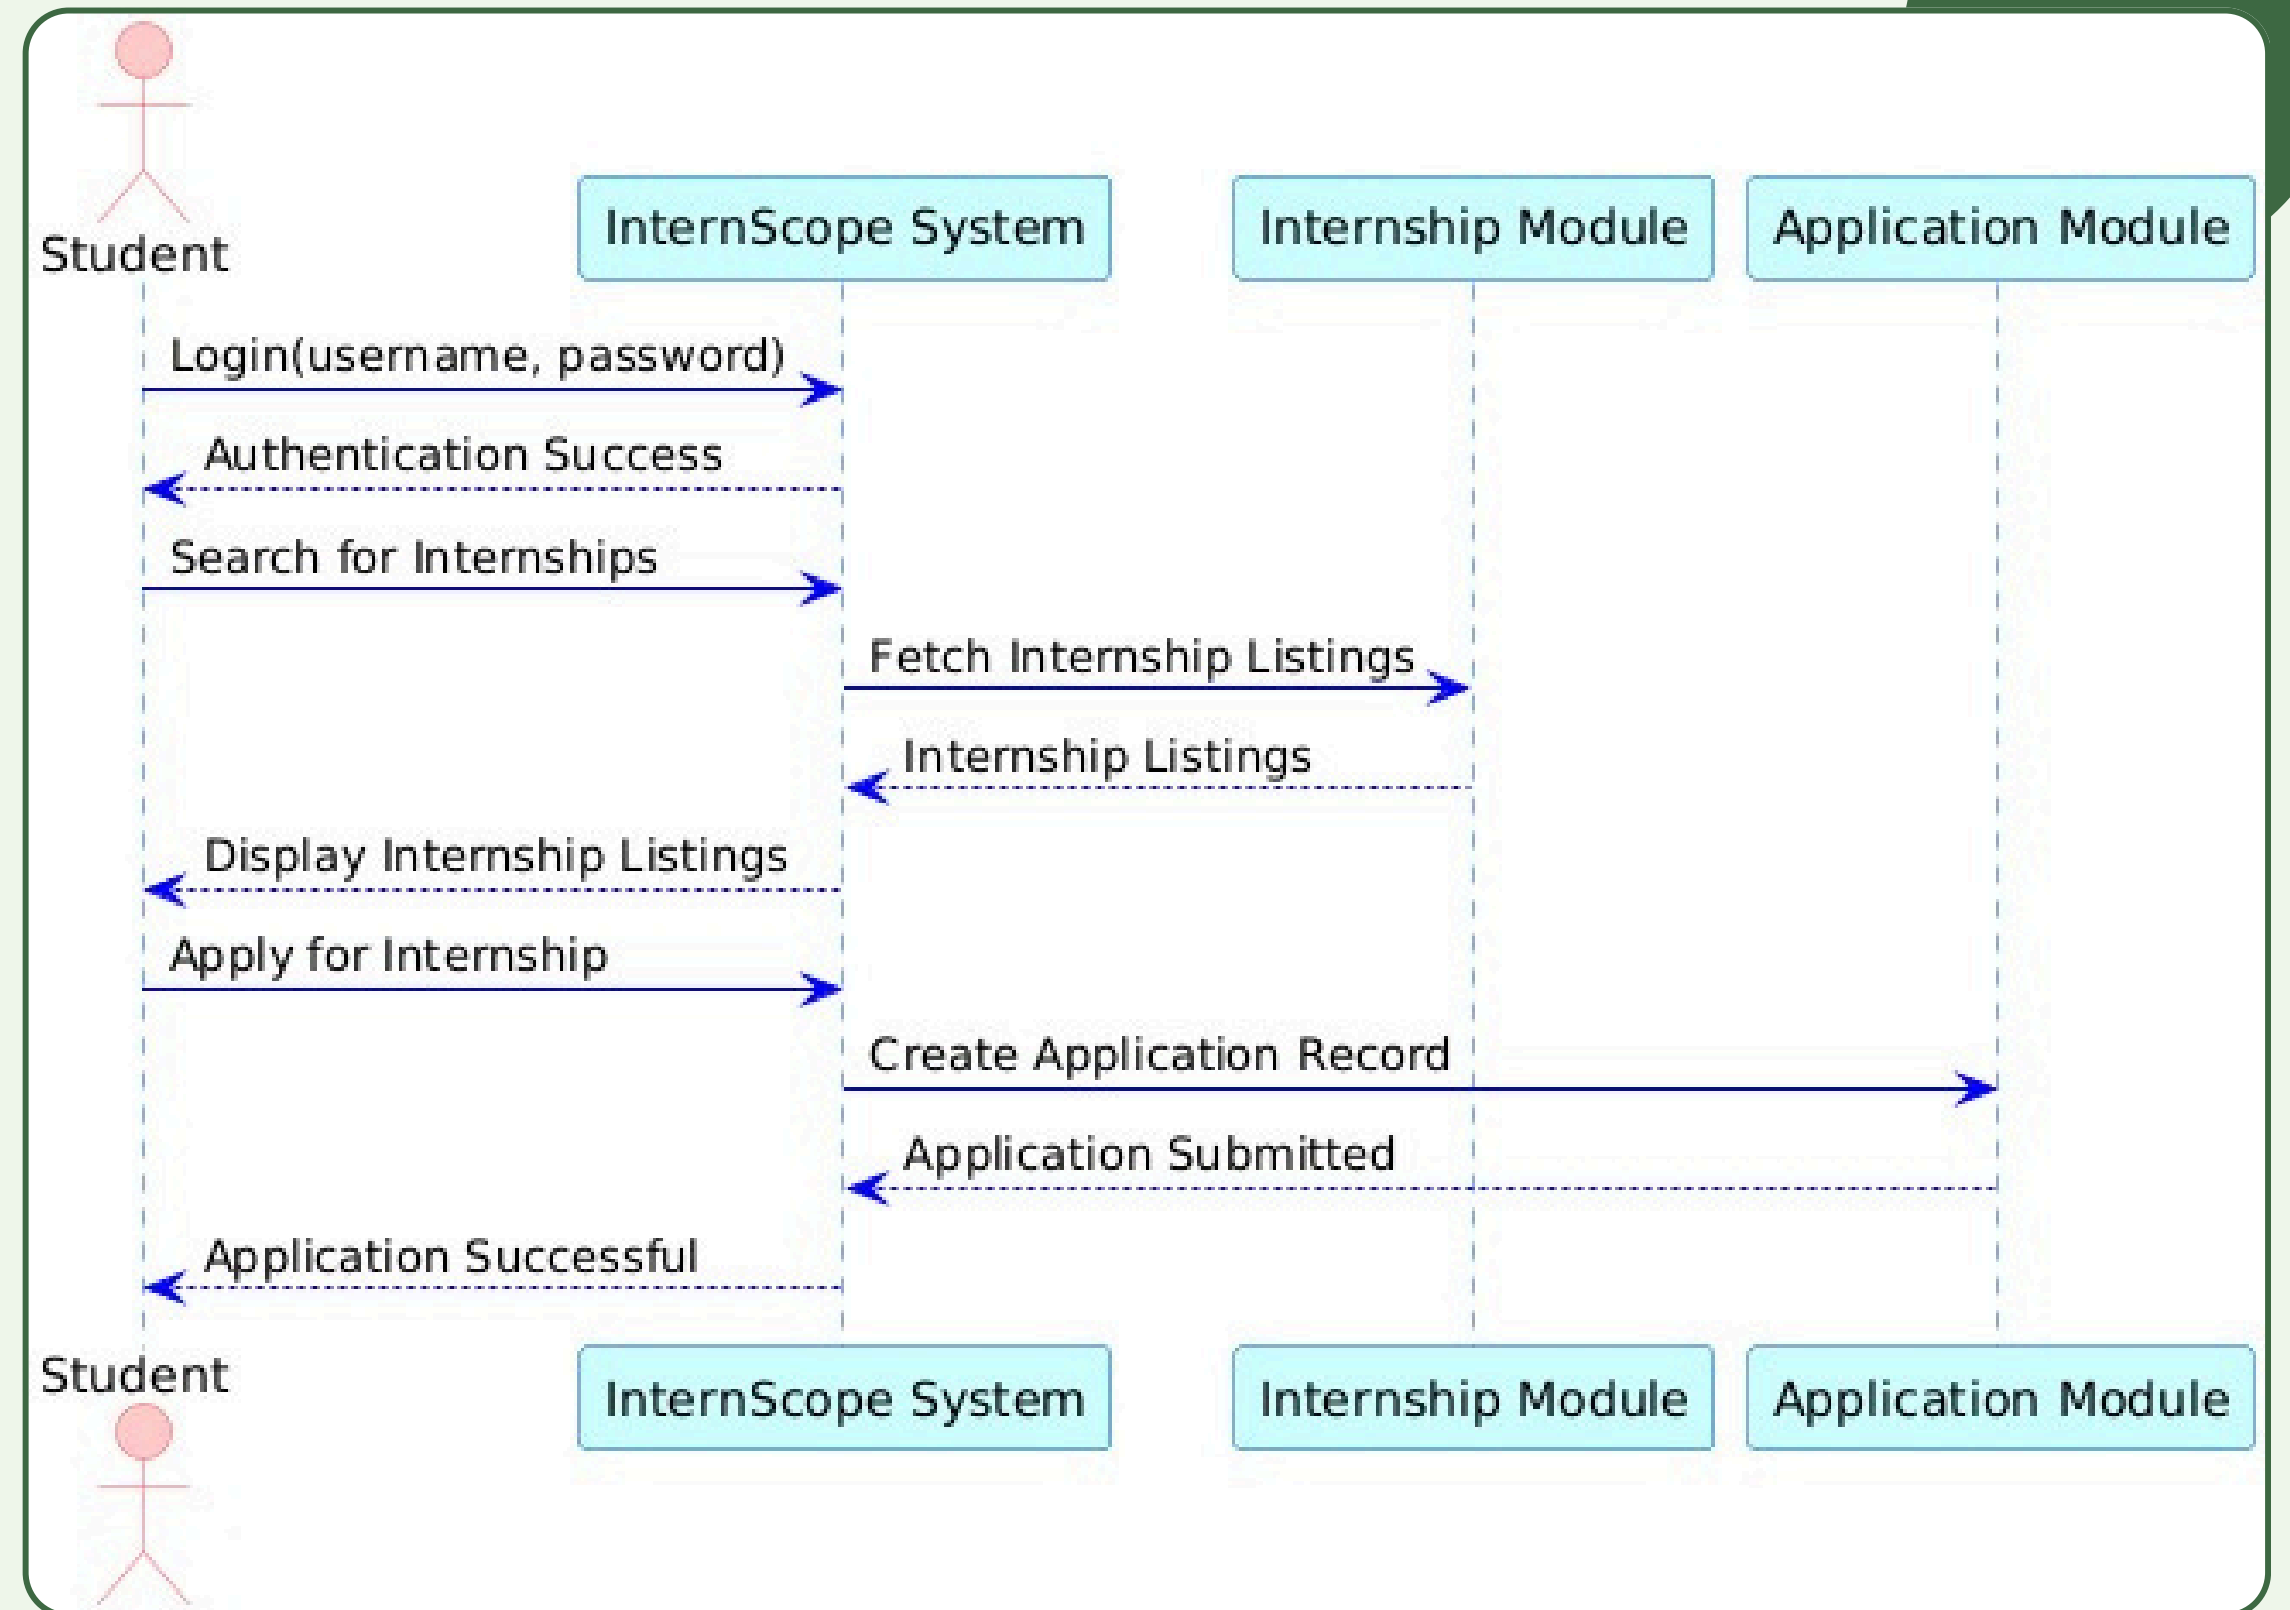 Student
InternScope System
Internship Module
Application Module
Login(username, password)
Authentication Success
Search for Internships
Fetch Internship Listings
Internship Listings
Display Internship Listings
Apply for Internship
Create Application Record
Application Submitted
Application Successful
Student
InternScope System
Internship Module
Application Module